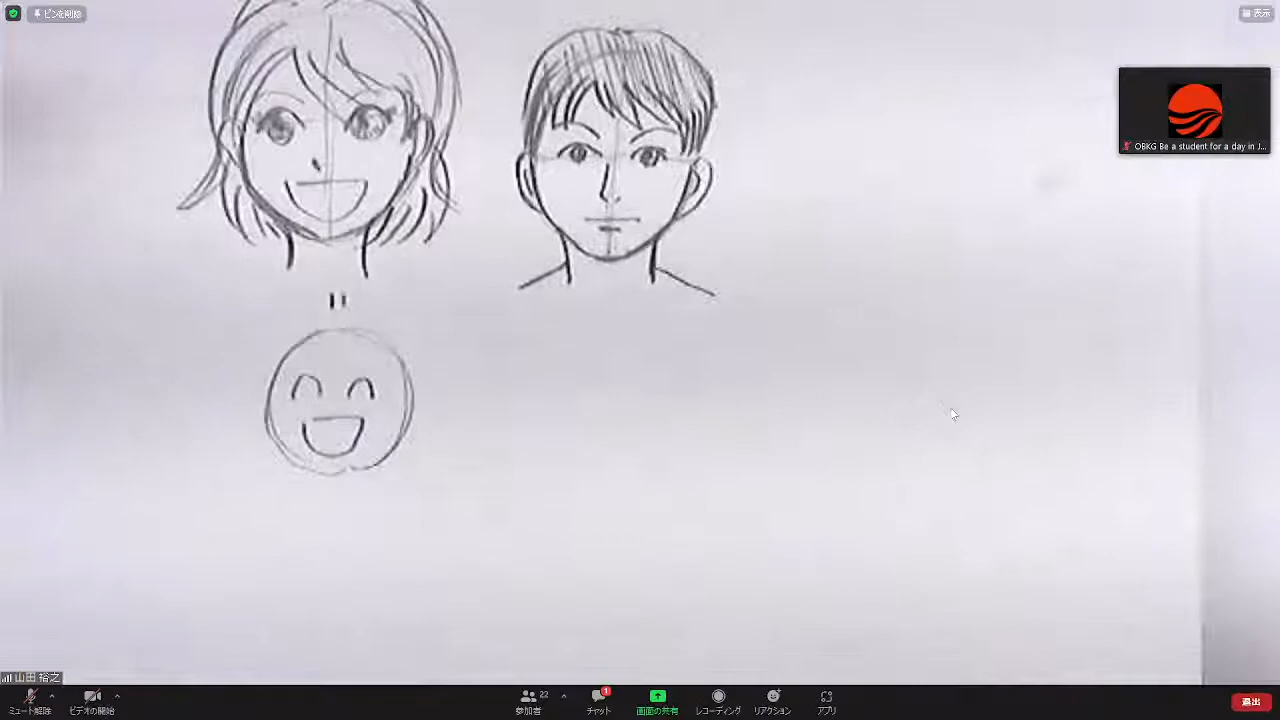 ピンを削除
表示
OBKG Be a student for a day in J...
山田 裕之
ミュート解除
ビデオの開始
22
参加者
1
チャット
画面の共有
レコーディング
リアクション
アプリ
退出